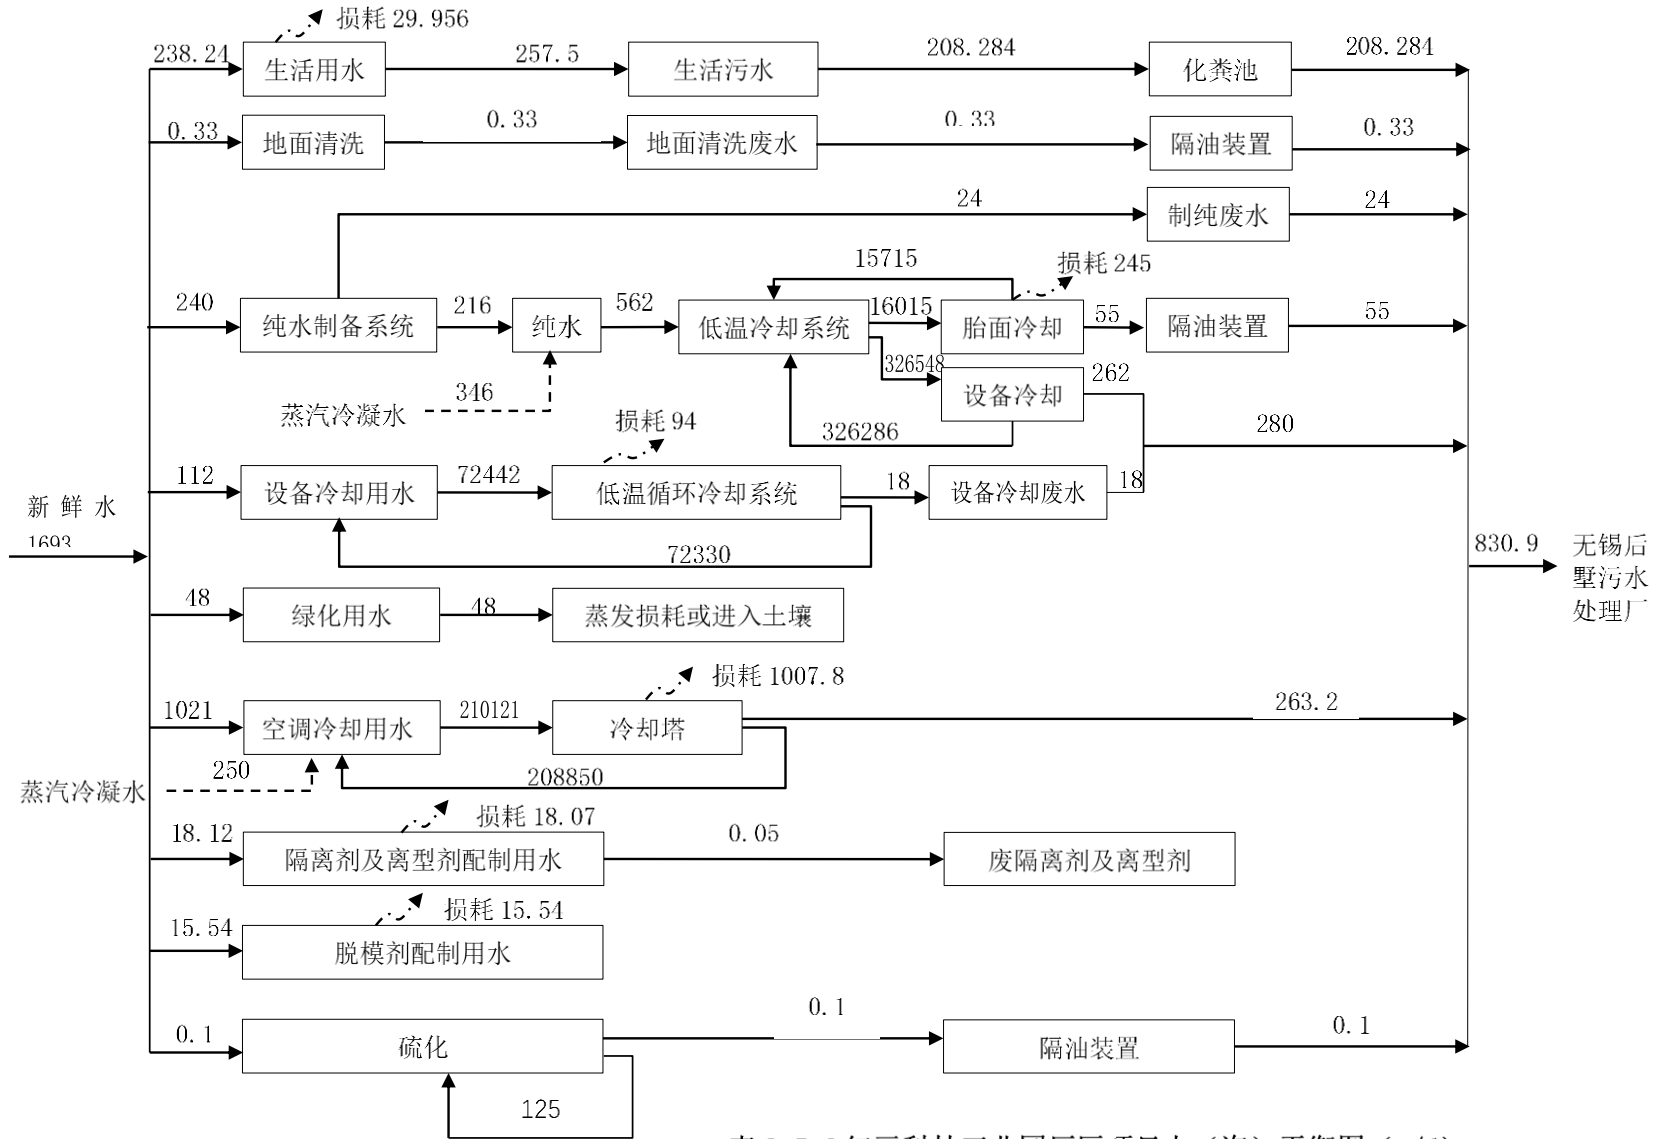 损耗 29.956
238.24
生活用水
257.5
生活污水
208.284
化粪池
208.284
0.33
地面清洗
0.33
地面清洗废水
0.33
隔油装置
0.33
24
制纯废水
24
15715
损耗 245
240
纯水制备系统
216
纯水
562
低温冷却系统
16015
胎面冷却
55
隔油装置
55
326548
设备冷却
262
蒸汽冷凝水
346
326286
280
损耗 94
112
设备冷却用水
72442
低温循环冷却系统
18
设备冷却废水
18
72330
新 鲜 水
1693
830.9
无锡后
墅污水
处理厂
48
绿化用水
48
蒸发损耗或进入土壤
损耗 1007.8
1021
空调冷却用水
210121
冷却塔
263.2
蒸汽冷凝水
250
208850
损耗 18.07
18.12
隔离剂及离型剂配制用水
0.05
废隔离剂及离型剂
损耗 15.54
15.54
脱模剂配制用水
0.1
硫化
0.1
隔油装置
0.1
125